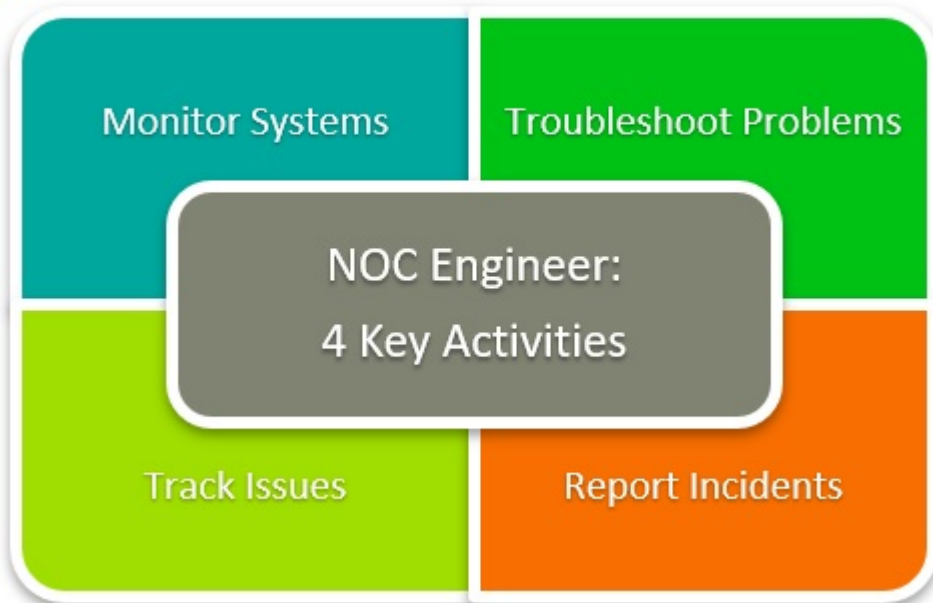 Monitor Systems
Troubleshoot Problems
NOC Engineer:
4 Key Activities
Track Issues
Report Incidents